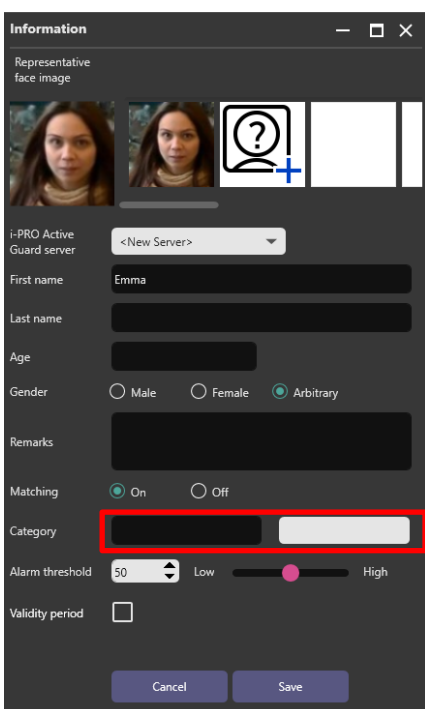 Information
Representative
face image
i-PRO Active
Guard server
<New Server>
First name
Emma
Last name
Age
Gender
Male
Female
Arbitrary
Remarks
Matching
On
Off
Category
Alarm threshold
50
Low
High
Validity period
Cancel
Save